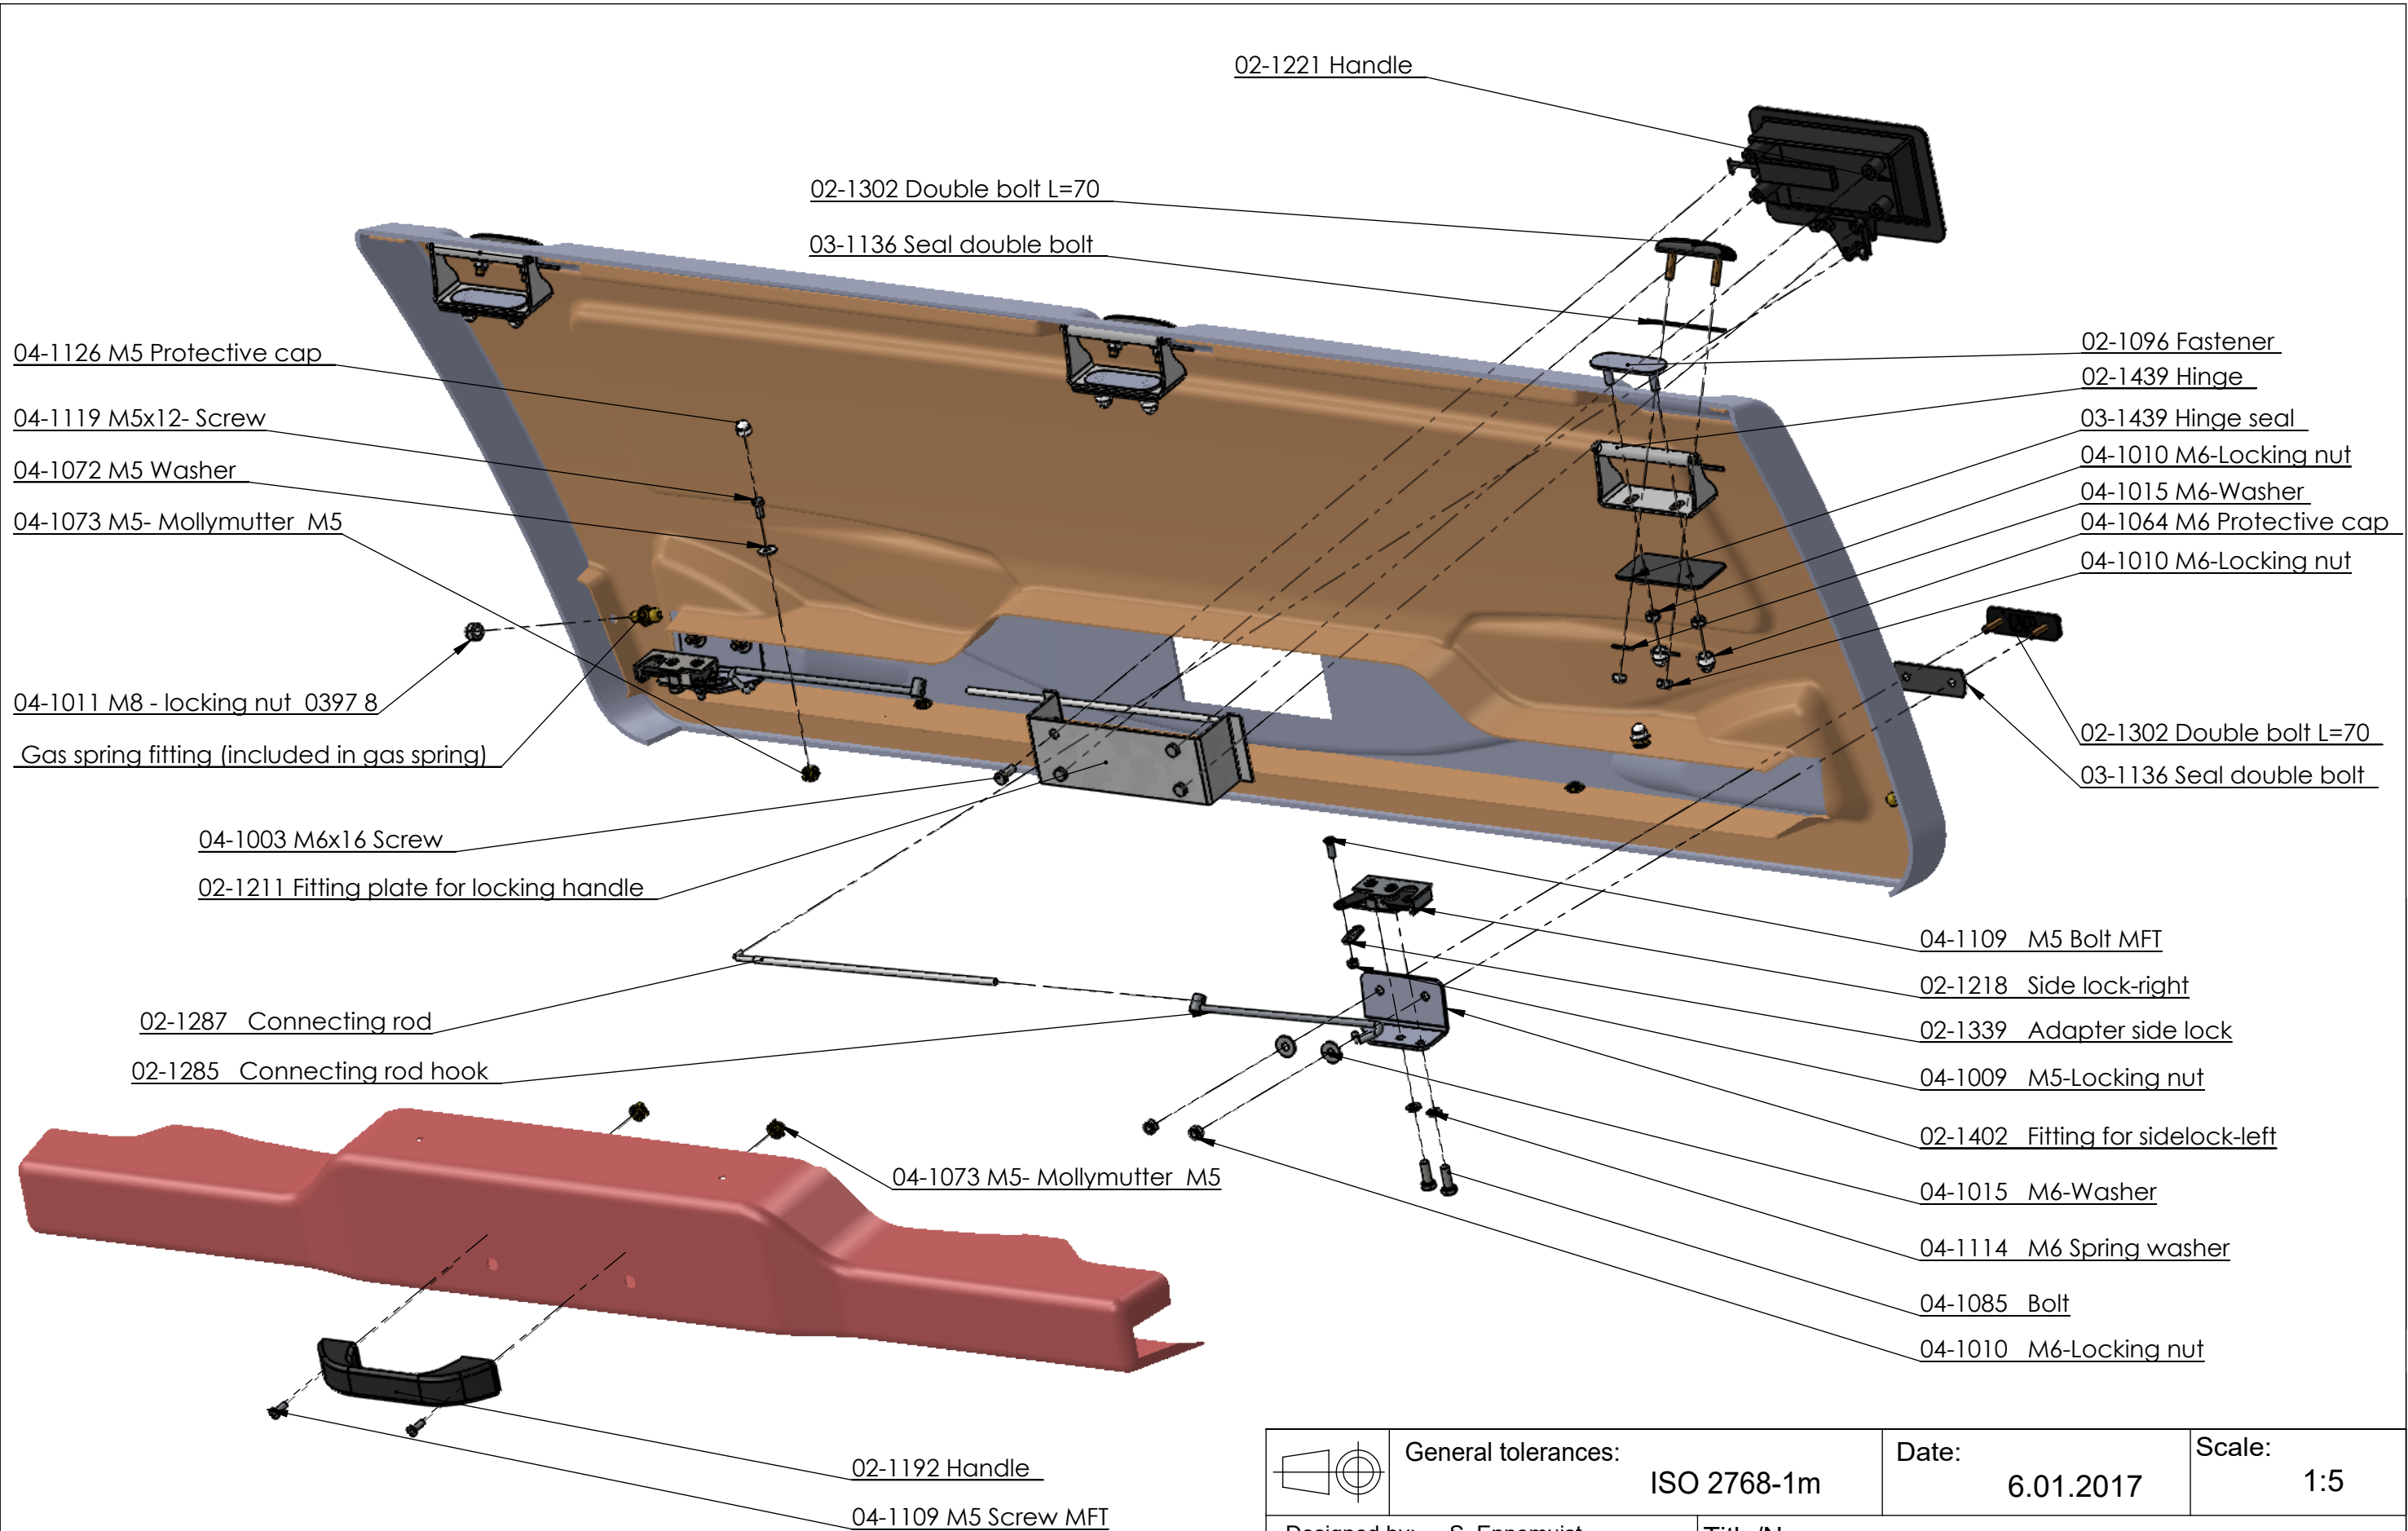 02-1221 Handle
02-1302 Double bolt L=70
03-1136 Seal double bolt
04-1126 M5 Protective cap
04-1119 M5x12- Screw
04-1072 M5 Washer
04-1073 M5- Mollymutter M5
04-1011 M8 - locking nut 0397 8
Gas spring fitting (included in gas spring)
04-1003 M6x16 Screw
02-1211 Fitting plate for locking handle
02-1287 Connecting rod
02-1285 Connecting rod hook
02-1096 Fastener
02-1439 Hinge
03-1439 Hinge seal
04-1010 M6-Locking nut
04-1015 M6-Washer
04-1064 M6 Protective cap
04-1010 M6-Locking nut
02-1302 Double bolt L=70
03-1136 Seal double bolt
04-1109 M5 Bolt MFT
02-1218 Side lock-right
02-1339 Adapter side lock
04-1009 M5-Locking nut
02-1402 Fitting for sidelock-left
04-1015 M6-Washer
04-1114 M6 Spring washer
04-1085 Bolt
04-1010 M6-Locking nut
04-1073 M5- Mollymutter M5
02-1192 Handle
04-1109 M5 Screw MFT
General tolerances:
ISO 2768-1m
Date:
6.01.2017
Scale:
1:5
Designed by: S.